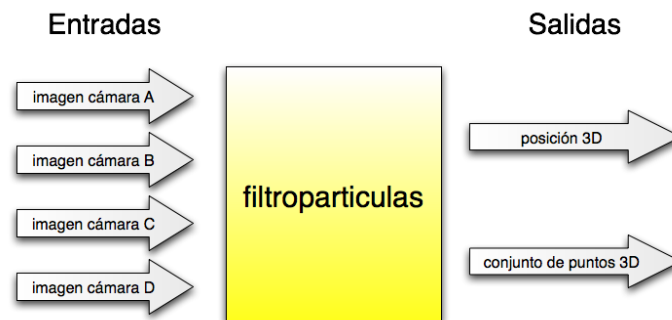 Entradas
Salidas
imagen cámara A
imagen cámara B
imagen cámara C
imagen cámara D
filtroparticulas
posición 3D
conjunto de puntos 3D